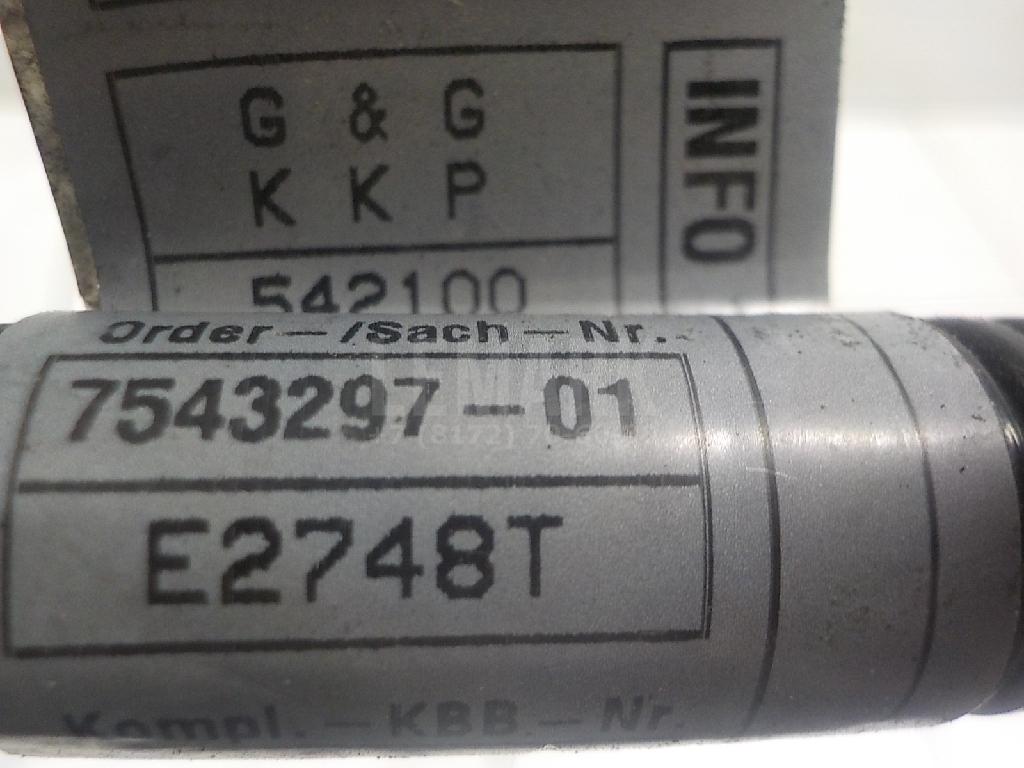 G & G
K K P
INFO
542100
Order-/Sach-Nr.
7543297-01
E2748T
Kompl.-KBB.-Nr.